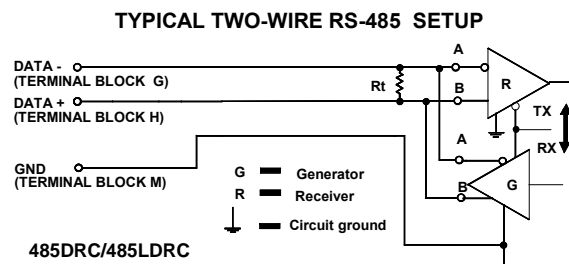 TYPICAL TWO-WIRE RS-485 SETUP
DATA -
(TERMINAL BLOCK G)
DATA +
(TERMINAL BLOCK H)
GND
(TERMINAL BLOCK M)
Rt
A
B
R
TX
RX
A
B
G
G Generator
R Receiver
Circuit ground
485DRC/485LDRC